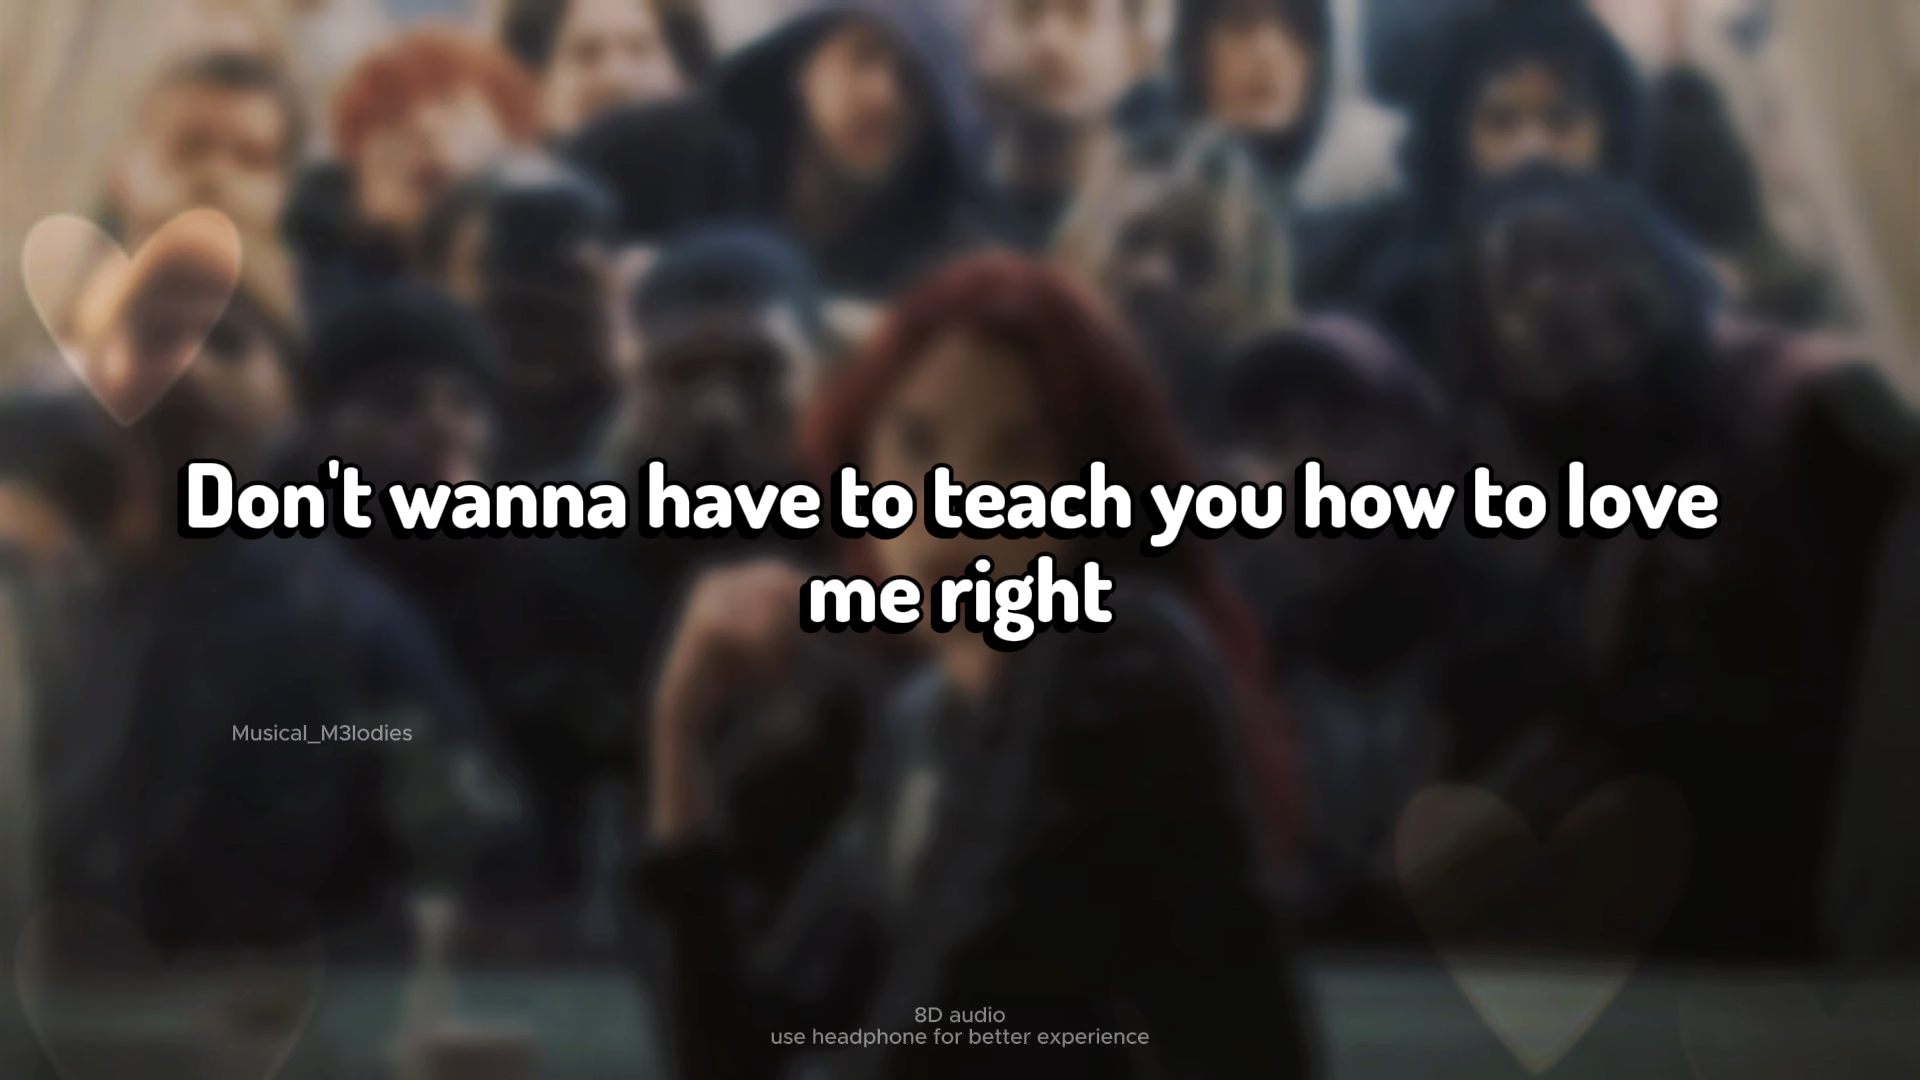 Don't wanna have to teach you how to love
me right
Musical_M3lodies
8D audio
use headphone for better experience